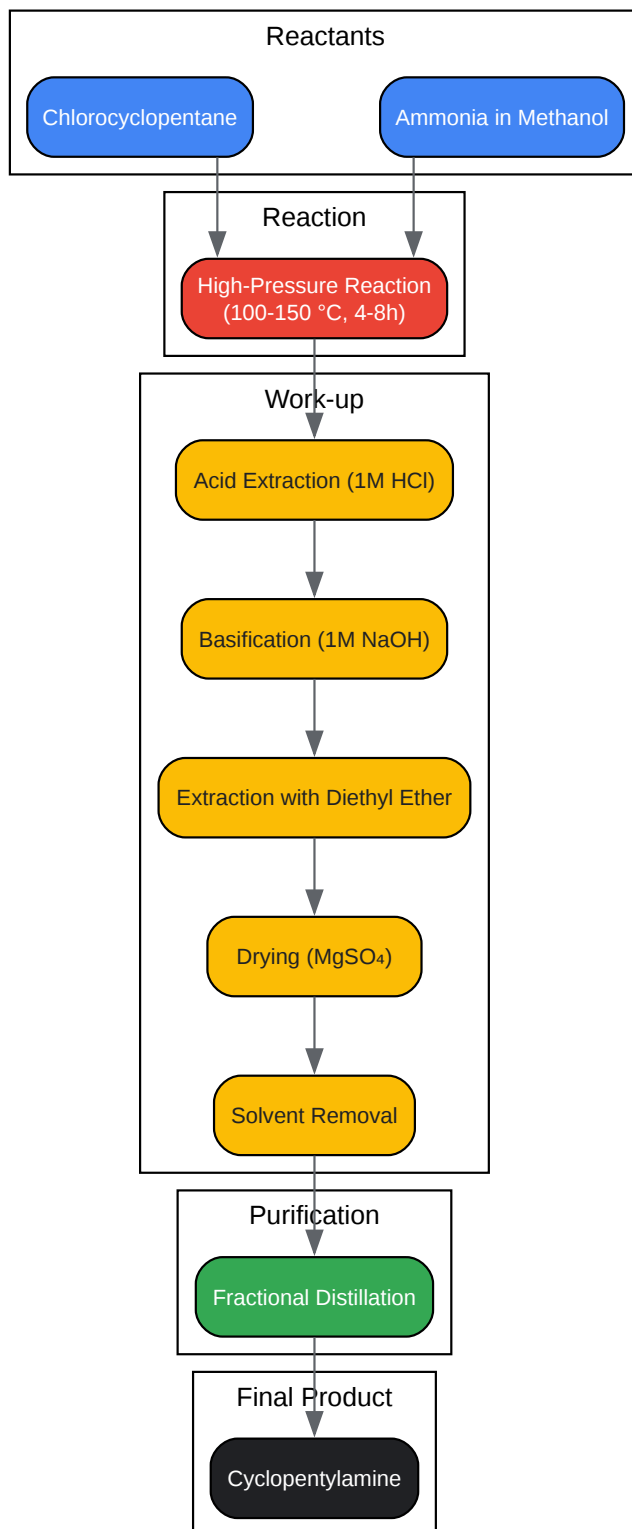 Reactants
Chlorocyclopentane
Ammonia in Methanol
Reaction
High-Pressure Reaction
(100-150 °C, 4-8h)
Work-up
Acid Extraction (1M HCl)
Basification (1M NaOH)
Extraction with Diethyl Ether
Drying (MgSO₄)
Solvent Removal
Purification
Fractional Distillation
Final Product
Cyclopentylamine